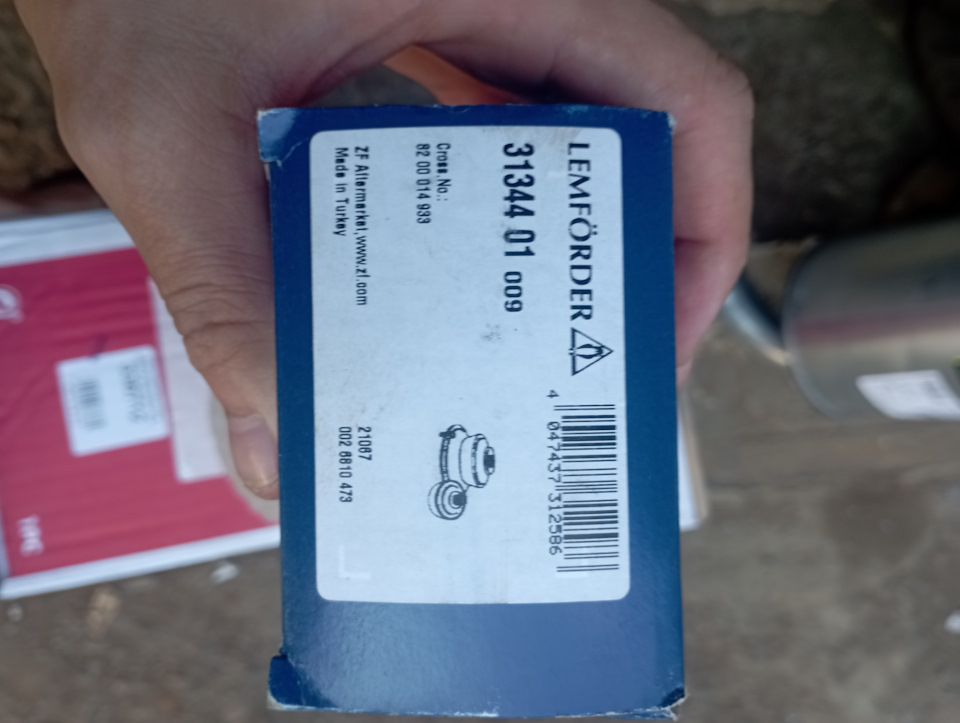 LEMFÖRDER
31344 01 009
Cross.No.:
82 00 014 933
ZF Aftermarket,www.zf.com
Made in Turkey
4 047437 312586
21067
002 6810 473